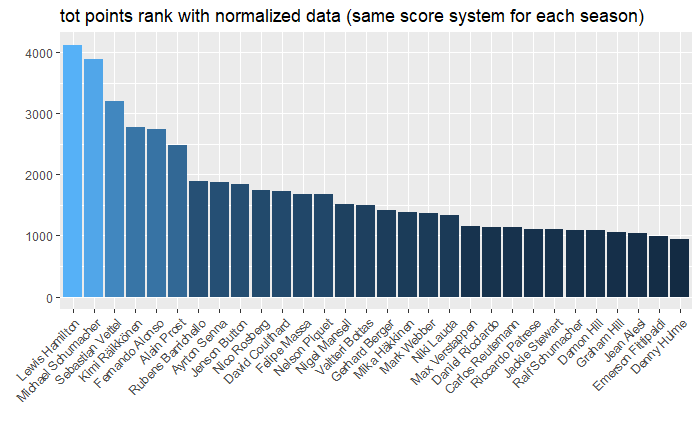 tot points rank with normalized data (same score system for each season)
4000
3000
2000
1000
0
Lewis Hamilton
Michael Schumacher
Sebastian Vettel
Kimi Räikkönen
Fernando Alonso
Alain Prost
Rubens Barrichello
Ayrton Senna
Jenson Button
Nico Rosberg
David Coulthard
Felipe Massa
Nelson Piquet
Nigel Mansell
Valtteri Bottas
Gerhard Berger
Mika Häkkinen
Mark Webber
Niki Lauda
Max Verstappen
Daniel Ricciardo
Carlos Reutemann
Riccardo Patrese
Jackie Stewart
Ralf Schumacher
Damon Hill
Graham Hill
Jean Alesi
Emerson Fittipaldi
Denny Hulme